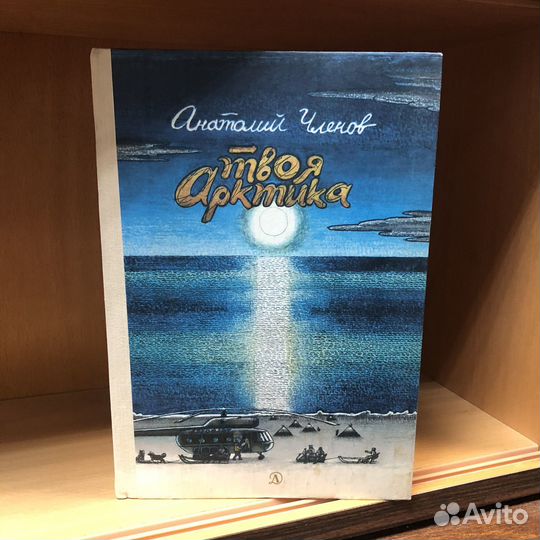 Анатолий Членов
твоя
Арктика
Д
Avito